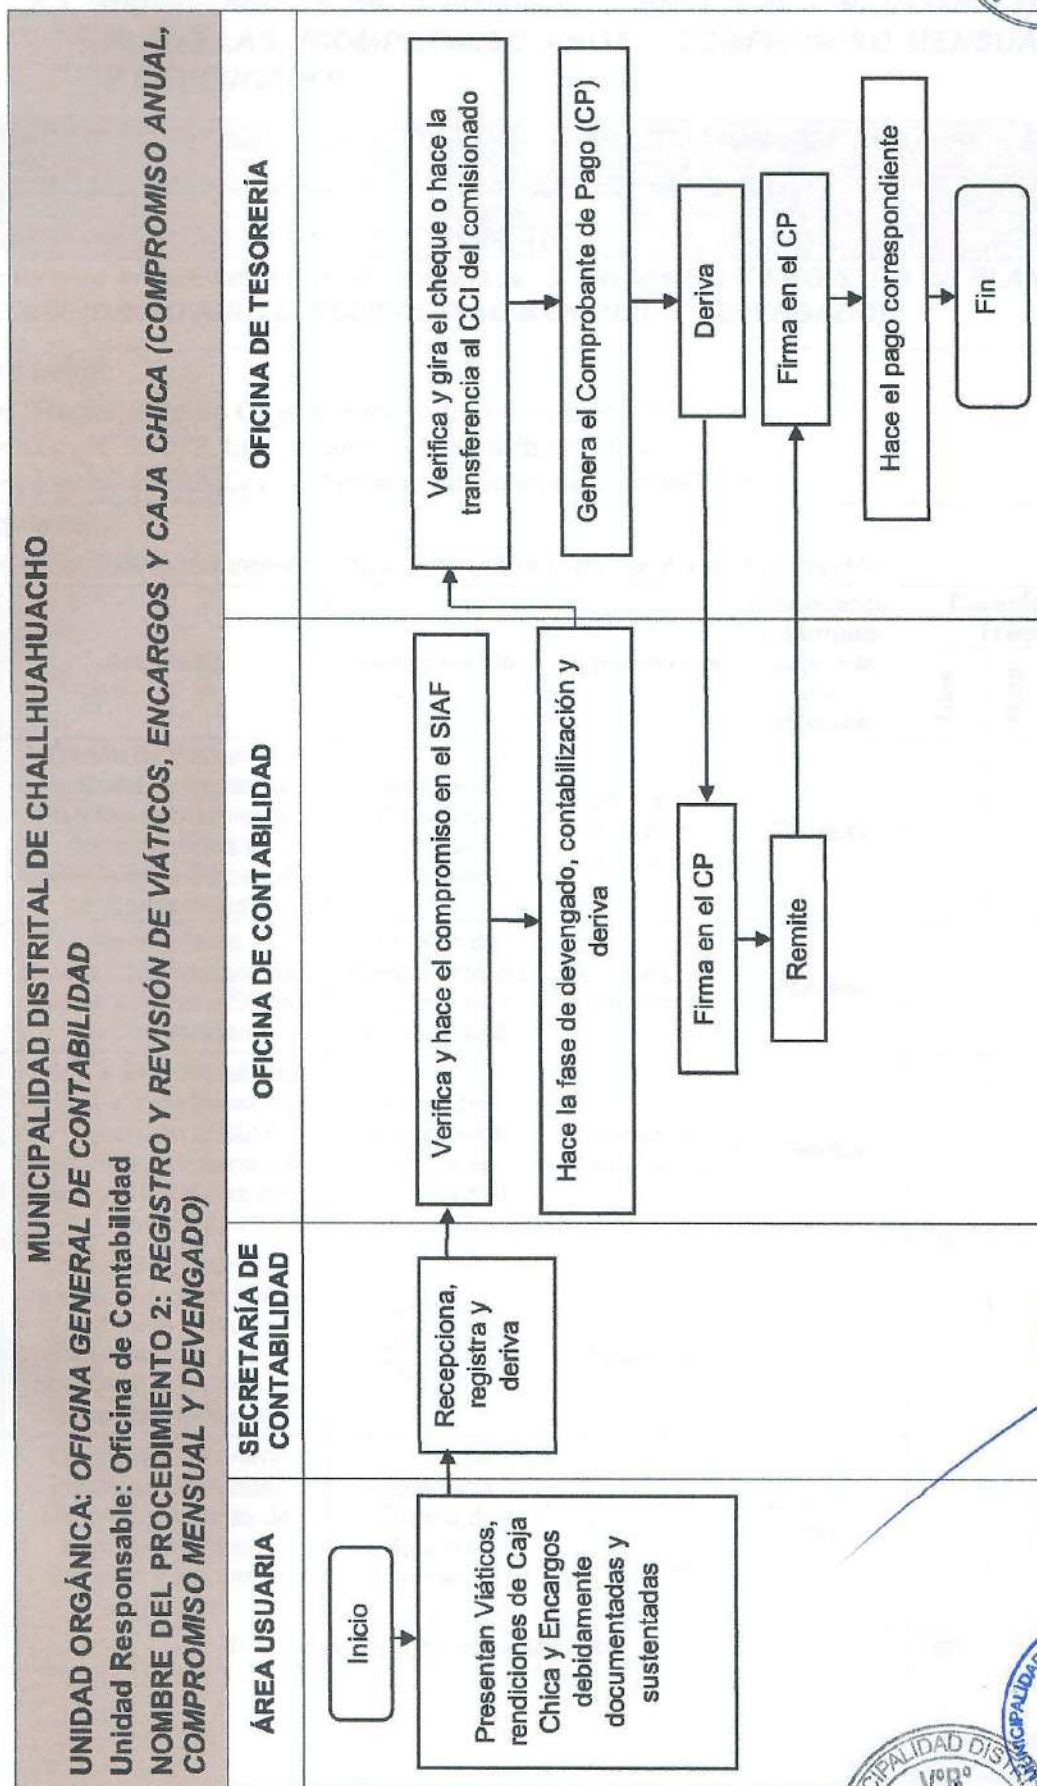 MUNICIPALIDAD DISTRITAL DE CHALLHUAHUACHO
UNIDAD ORGÁNICA: OFICINA GENERAL DE CONTABILIDAD
Unidad Responsable: Oficina de Contabilidad
NOMBRE DEL PROCEDIMIENTO 2: REGISTRO Y REVISIÓN DE VIÁTICOS, ENCARGOS Y CAJA CHICA (COMPROMISO ANUAL,
COMPROMISO MENSUAL Y DEVENGADO)
ÁREA USUARIA
SECRETARÍA DE
CONTABILIDAD
OFICINA DE CONTABILIDAD
OFICINA DE TESORERÍA
Inicio
Presentan Viáticos,
rendiciones de Caja
Chica y Encargos
debidamente
documentadas y
sustentadas
Recepciona,
registra y
deriva
Verifica y hace el compromiso en el SIAF
Hace la fase de devengado, contabilización y
deriva
Verifica y gira el cheque o hace la
transferencia al CCI del comisionado
Genera el Comprobante de Pago (CP)
Deriva
Firma en el CP
Remite
Firma en el CP
Hace el pago correspondiente
Fin